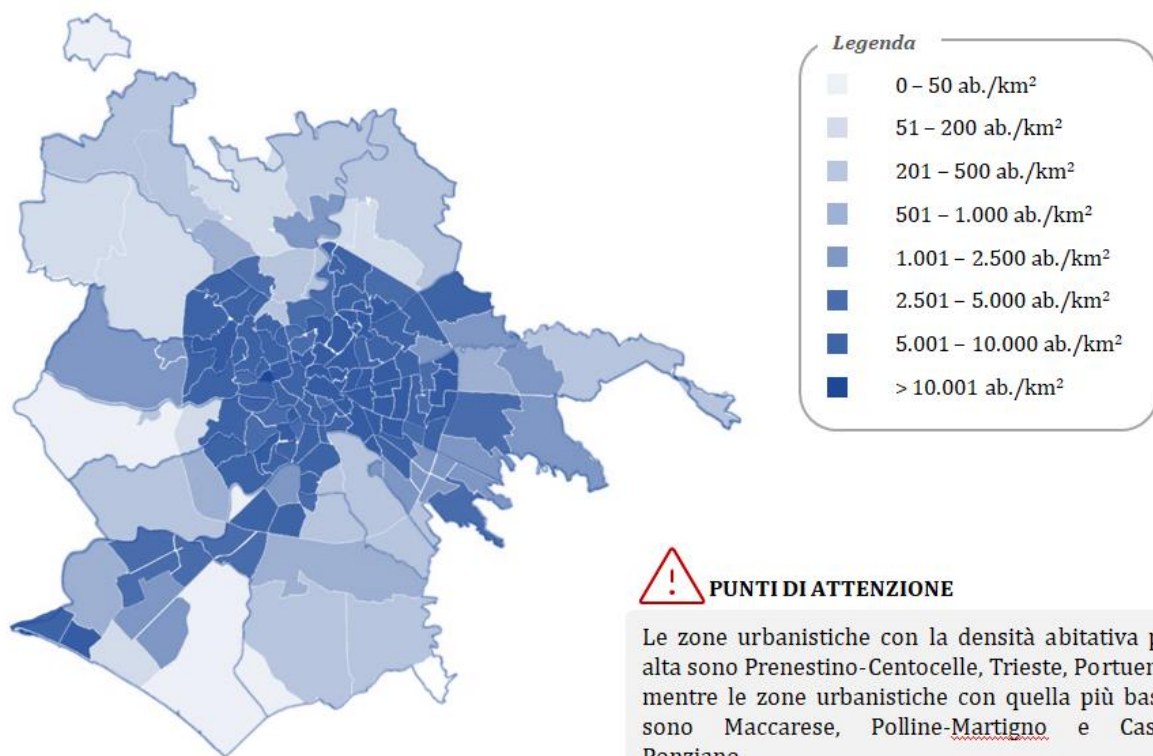 Legenda
0 – 50 ab./km²
51 – 200 ab./km²
201 – 500 ab./km²
501 – 1.000 ab./km²
1.001 – 2.500 ab./km²
2.501 – 5.000 ab./km²
5.001 – 10.000 ab./km²
> 10.001 ab./km²
PUNTI DI ATTENZIONE
Le zone urbanistiche con la densità abitativa
alta sono Prenestino-Centocelle, Trieste,
mentre le zone urbanistiche con quella più
sono Maccarese, Polline-Martigno e